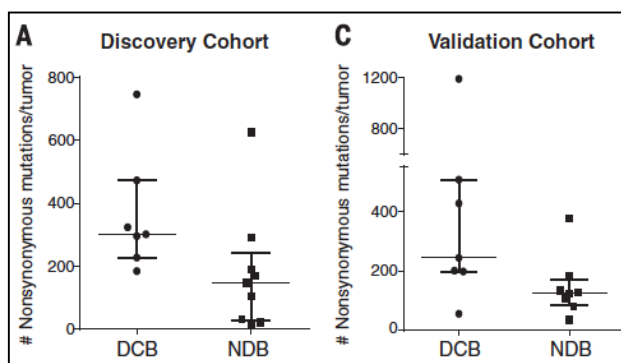 A
Discovery Cohort
# Nonsynonymous mutations/tumor
800
600
400
200
0
DCB
NDB
C
Validation Cohort
# Nonsynonymous mutations/tumor
1200
800
400
200
0
DCB
NDB